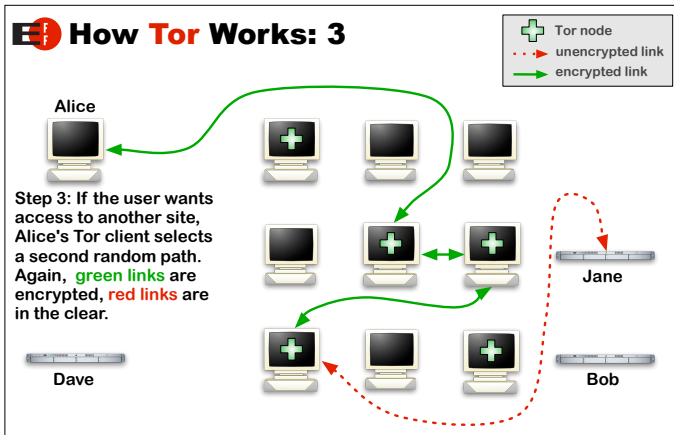 EFF How Tor Works: 3
Tor node
unencrypted link
encrypted link
Alice
Step 3: If the user wants
access to another site,
Alice's Tor client selects
a second random path.
Again, green links are
encrypted, red links are
in the clear.
Jane
Dave
Bob